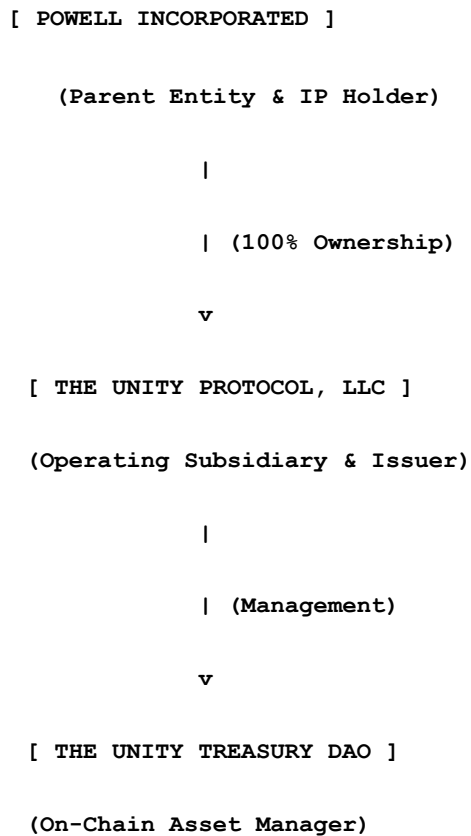 [ POWELL INCORPORATED ]
(Parent Entity & IP Holder)
|
| (100% Ownership)
v
[ THE UNITY PROTOCOL, LLC ]
(Operating Subsidiary & Issuer)
|
| (Management)
v
[ THE UNITY TREASURY DAO ]
(On-Chain Asset Manager)